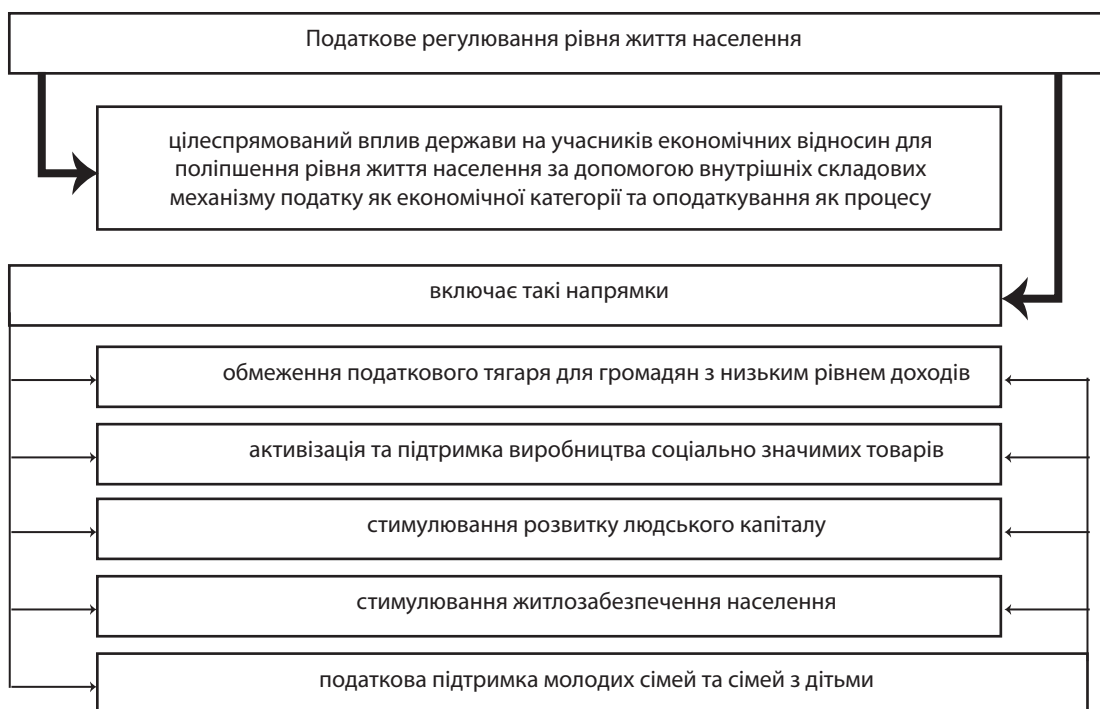 Податкове регулювання рівня життя населення
цілеспрямований вплив держави на учасників економічних відносин для
поліпшення рівня життя населення за допомогою внутрішніх складових
механізму податку як економічної категорії та оподаткування як процесу
включає такі напрямки
обмеження податкового тягаря для громадян з низьким рівнем доходів
активізація та підтримка виробництва соціально значимих товарів
стимулювання розвитку людського капіталу
стимулювання житлозабезпечення населення
податкова підтримка молодих сімей та сімей з дітьми